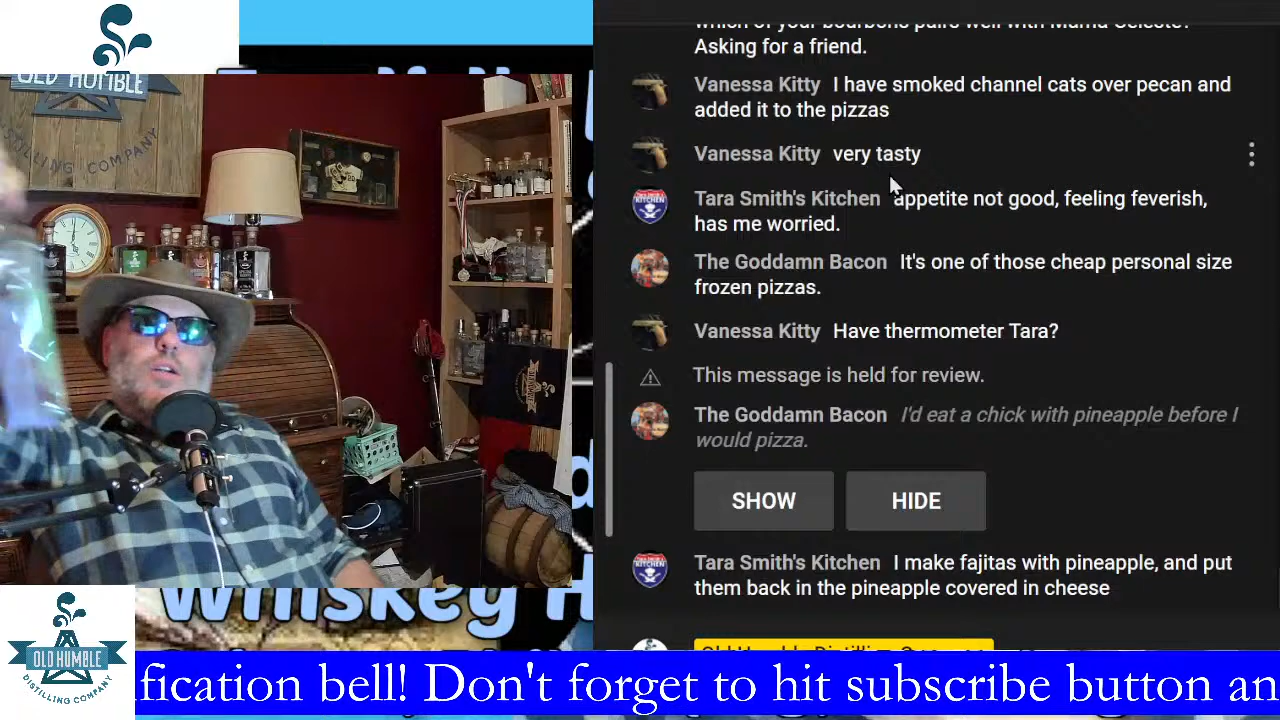 which of your bourbons pairs well with Mama Celeste?
Asking for a friend.
Vanessa Kitty I have smoked channel cats over pecan and
added it to the pizzas
Vanessa Kitty very tasty
Tara Smith's Kitchen appetite not good, feeling feverish,
has me worried.
The Goddamn Bacon It's one of those cheap personal size
frozen pizzas.
Vanessa Kitty Have thermometer Tara?
This message is held for review.
The Goddamn Bacon I'd eat a chick with pineapple before I
would pizza.
SHOW HIDE
Tara Smith's Kitchen I make fajitas with pineapple, and put
them back in the pineapple covered in cheese
OLD HUMBLE
DISTILLING COMPANY
Whiskey H
OLD HUMBLE
DISTILLING COMPANY
fication bell! Don't forget to hit subscribe button an